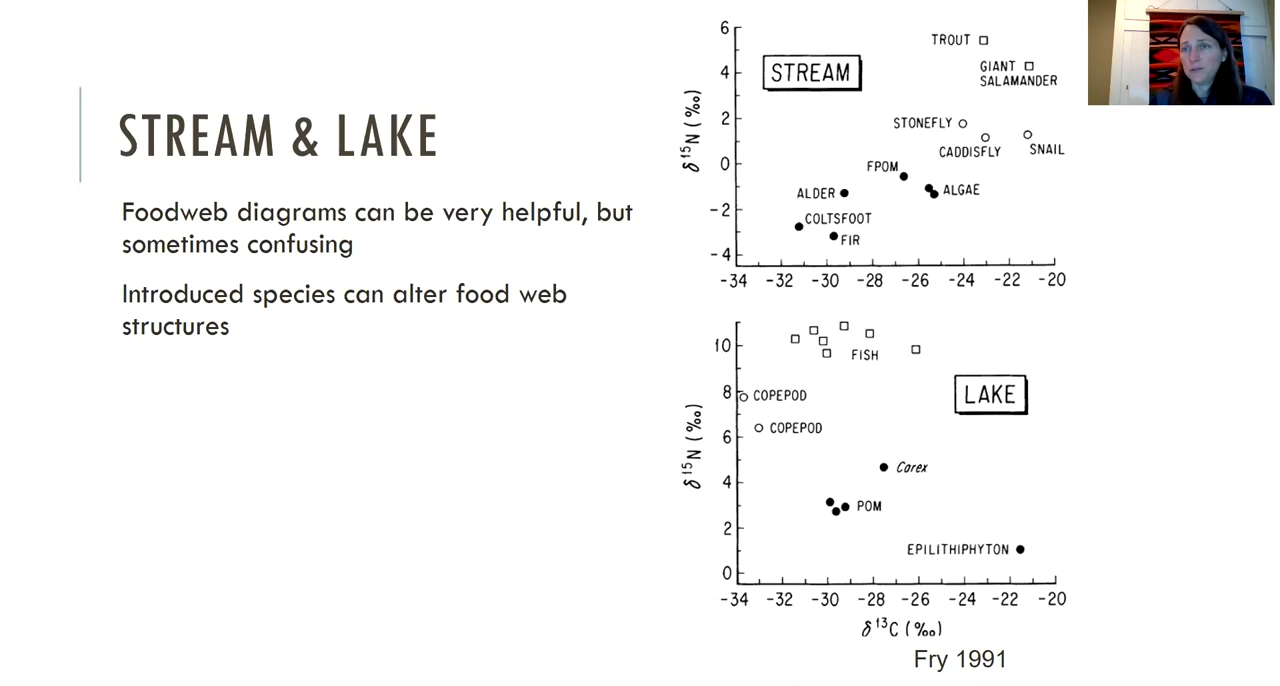 STREAM & LAKE
Foodweb diagrams can be very helpful, but
sometimes confusing
Introduced species can alter food web
structures
6
4
2
0
-2
-4
δ15N (‰)
STREAM
TROUT
GIANT
SALAMANDER
STONEFLY
CADDISFLY
SNAIL
FPOM
ALGAE
ALDER
COLTSFOOT
FIR
-34 -32 -30 -28 -26 -24 -22 -20
10
8
6
4
2
0
δ15N (‰)
FISH
LAKE
COPEPOD
COPEPOD
Carex
POM
EPILITHIPHYTON
-34 -32 -30 -28 -26 -24 -22 -20
δ13C (‰)
Fry 1991